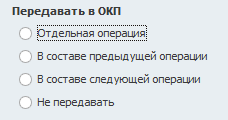 Передавать в ОКП
Отдельная операция
В составе предыдущей операции
В составе следующей операции
Не передавать